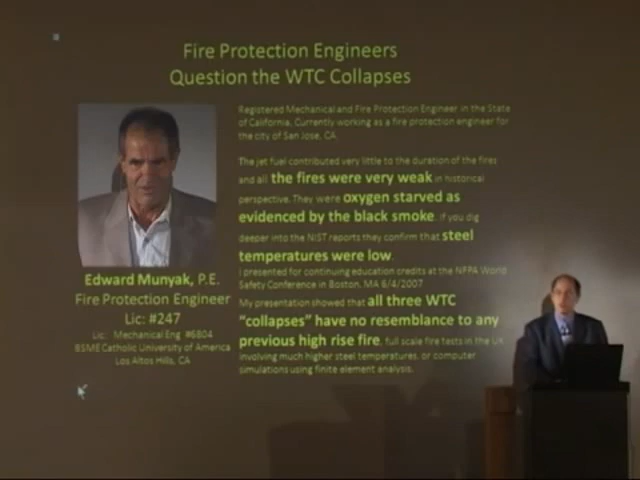 Fire Protection Engineers
Question the WTC Collapses
Registered Mechanical and Fire Protection Engineer in the State
of California. Currently working as a fire protection engineer for
the city of San Jose, CA
The jet fuel contributed very little to the duration of the fires
and all the fires were very weak in historical
perspective. They were oxygen starved as
evidenced by the black smoke. If you dig
deeper into the NIST reports they confirm that steel
temperatures were low.
I presented for continuing education credits at the NFPA World
Safety Conference in Boston, MA 6/4/2007
My presentation showed that all three WTC
"collapses" have no resemblance to any
previous high rise fire, full scale fire tests in the UK
involving much higher steel temperatures, or computer
simulations using finite element analysis.
Edward Munyak, P.E.
Fire Protection Engineer
Lic: #247
Lic: Mechanical Eng #6804
BSME Catholic University of America
Los Altos Hills, CA